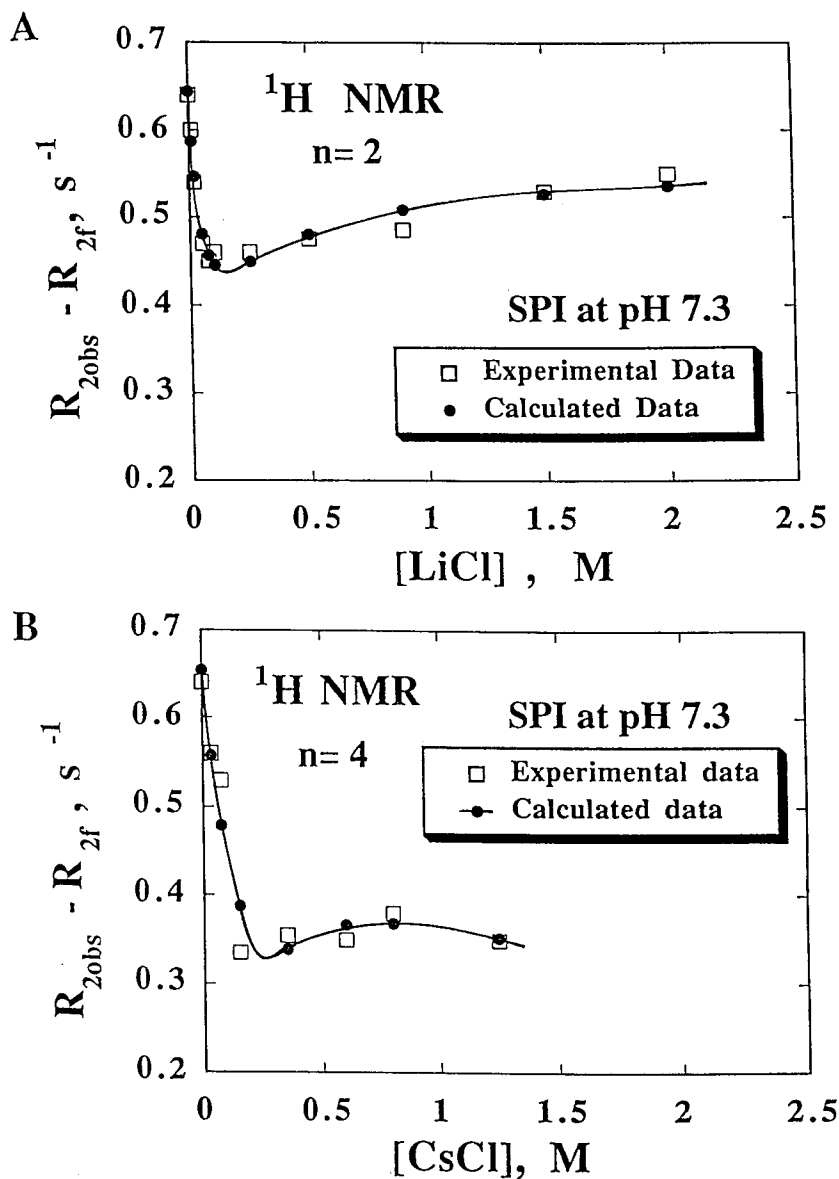 A
0.7
0.6
0.5
0.4
0.3
0.2
R2obs - R2f, s -1
1H NMR
n= 2
SPI at pH 7.3
Experimental Data
Calculated Data
0 0.5 1 1.5 2 2.5
[LiCl] , M
B
0.7
0.6
0.5
0.4
0.3
0.2
R2obs - R2f , s -1
1H NMR
n= 4
SPI at pH 7.3
Experimental data
Calculated data
0 0.5 1 1.5 2 2.5
[CsCl], M